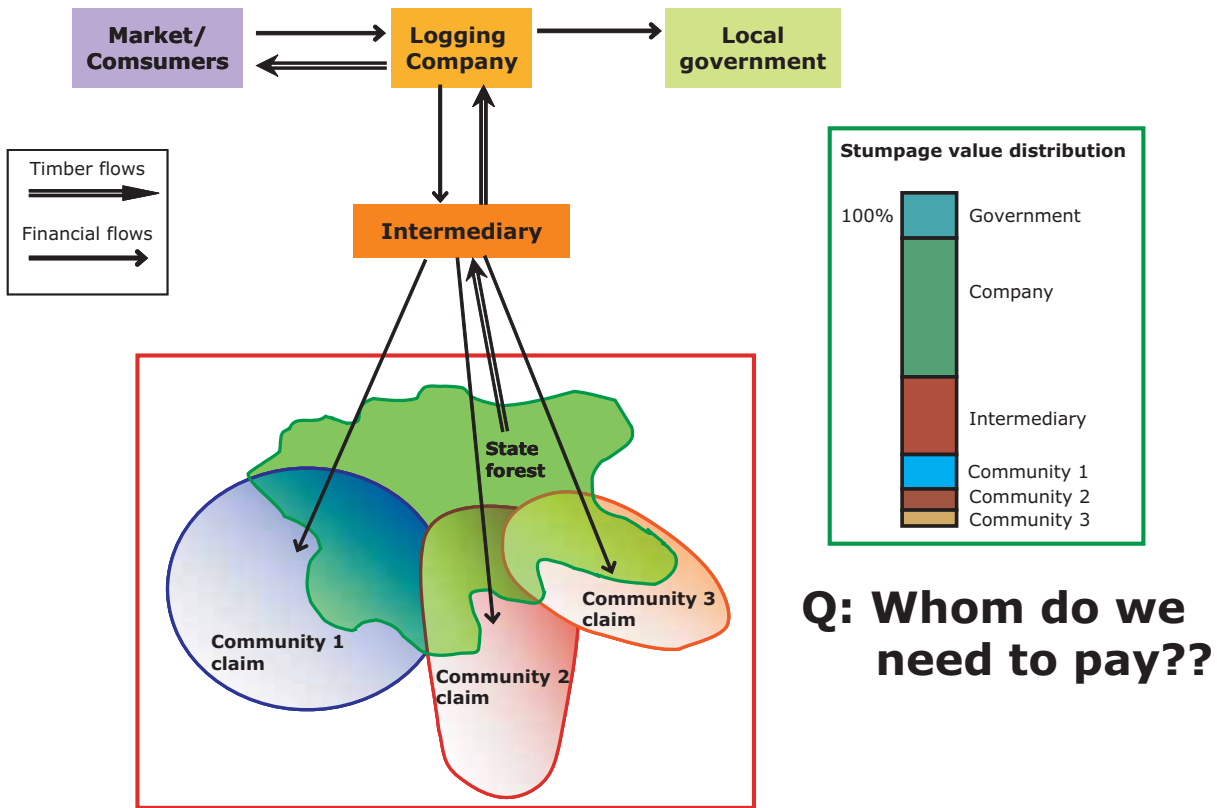 Market/
Comsumers
Logging
Company
Local
government
Timber flows
Financial flows
Intermediary
Stumpage value distribution
100%
Government
Company
Intermediary
Community 1
Community 2
Community 3
State
forest
Community 1
claim
Community 2
claim
Community 3
claim
Q: Whom do we
need to pay??